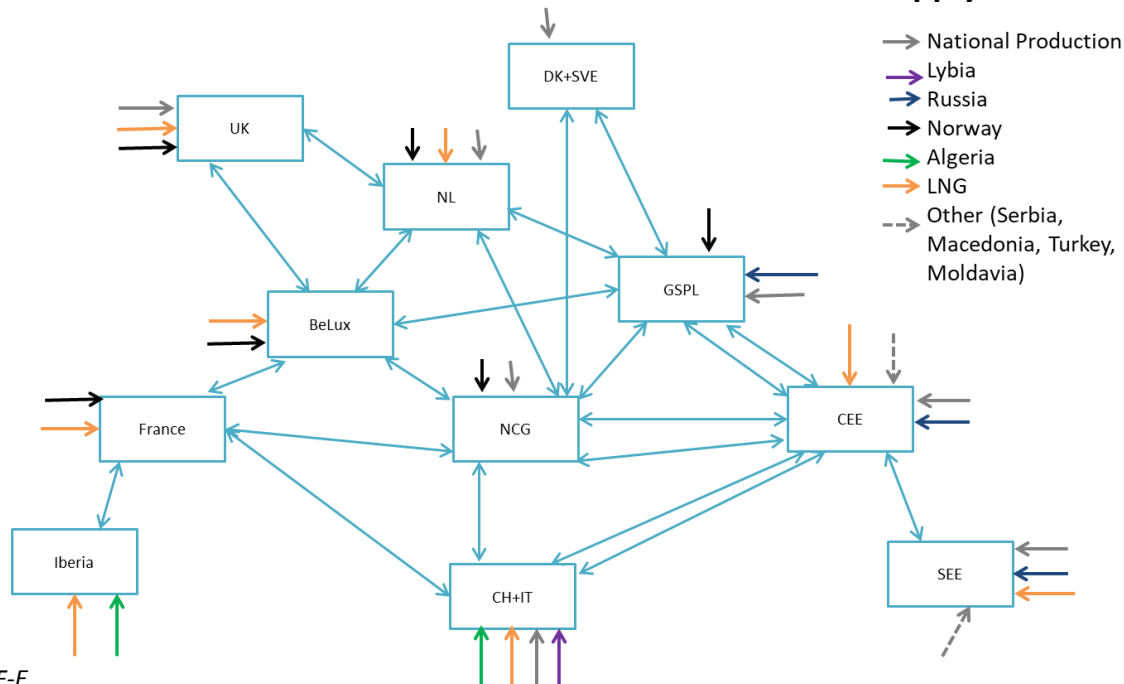 DK+SVE
National Production
Lybia
Russia
Norway
Algeria
LNG
Other (Serbia,
Macedonia, Turkey,
Moldavia)
UK
NL
GSPL
BeLux
France
NCG
CEE
Iberia
CH+IT
SEE